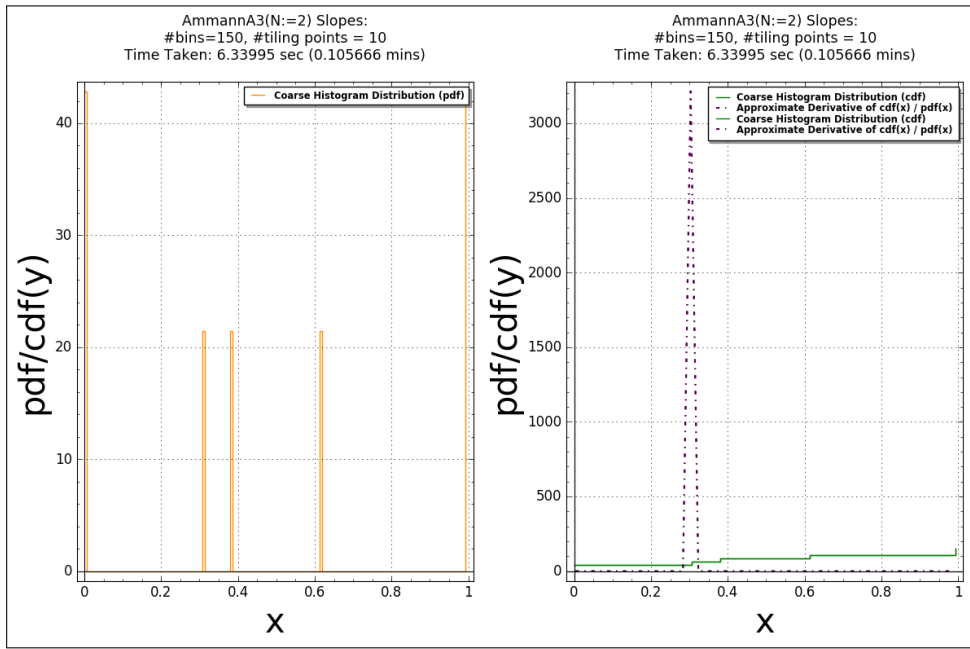 AmmannA3(N:=2) Slopes:
#bins=150, #tiling points = 10
Time Taken: 6.33995 sec (0.105666 mins)
Coarse Histogram Distribution (pdf)
40
30
20
10
0
pdf/cdf(y)
0
0.2
0.4
0.6
0.8
1
x
AmmannA3(N:=2) Slopes:
#bins=150, #tiling points = 10
Time Taken: 6.33995 sec (0.105666 mins)
Coarse Histogram Distribution (cdf)
Approximate Derivative of cdf(x) / pdf(x)
Coarse Histogram Distribution (cdf)
Approximate Derivative of cdf(x) / pdf(x)
3000
2500
2000
1500
1000
500
0
pdf/cdf(y)
0
0.2
0.4
0.6
0.8
1
x